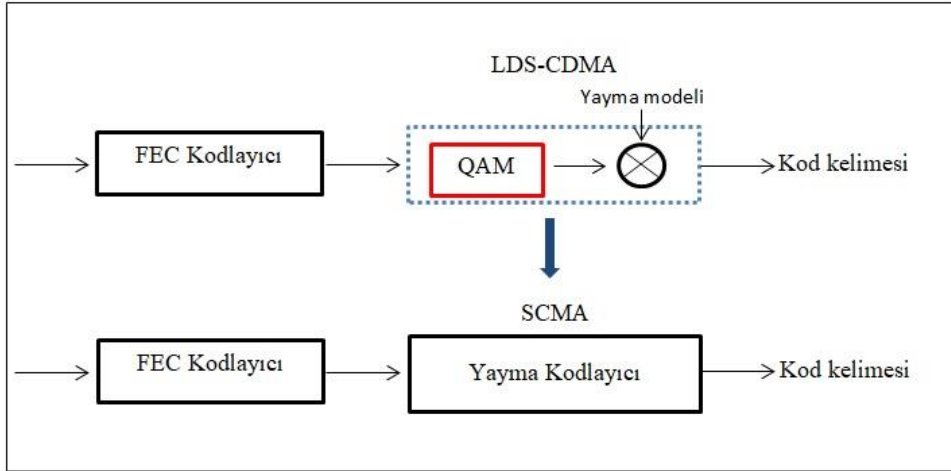 LDS-CDMA
Yayma modeli
FEC Kodlayıcı
QAM
Kod kelimesi
SCMA
FEC Kodlayıcı
Yayma Kodlayıcı
Kod kelimesi